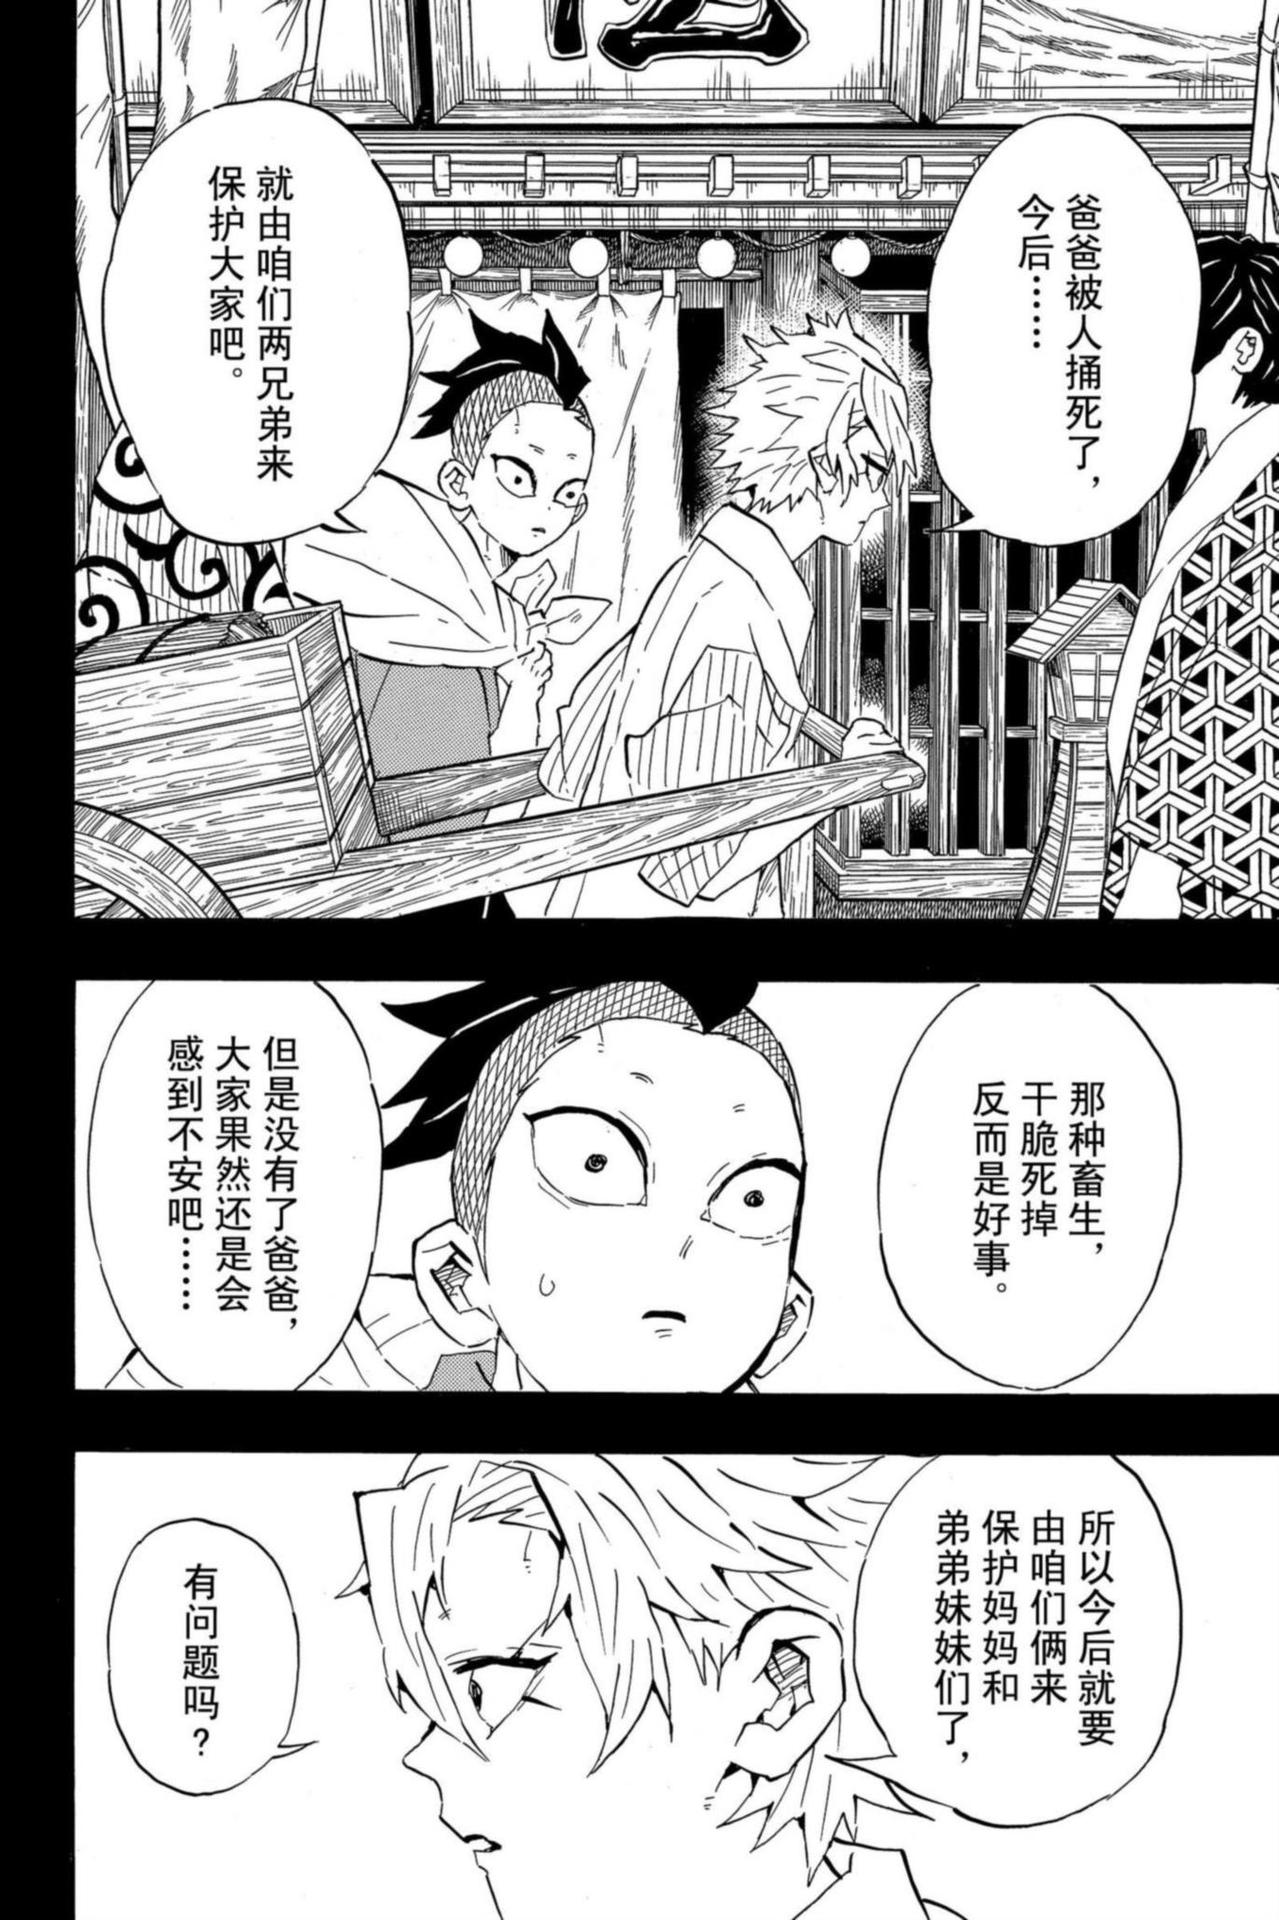 爸爸被人捅死了，
今后……
就由咱们两兄弟来
保护大家吧。
那种畜生，
干脆死掉
反而是好事。
但是没有了爸爸，
大家果然还是会
感到不安吧……
所以今后就要
由咱们俩来
保护妈妈和
弟弟妹妹们了，
有问题吗？